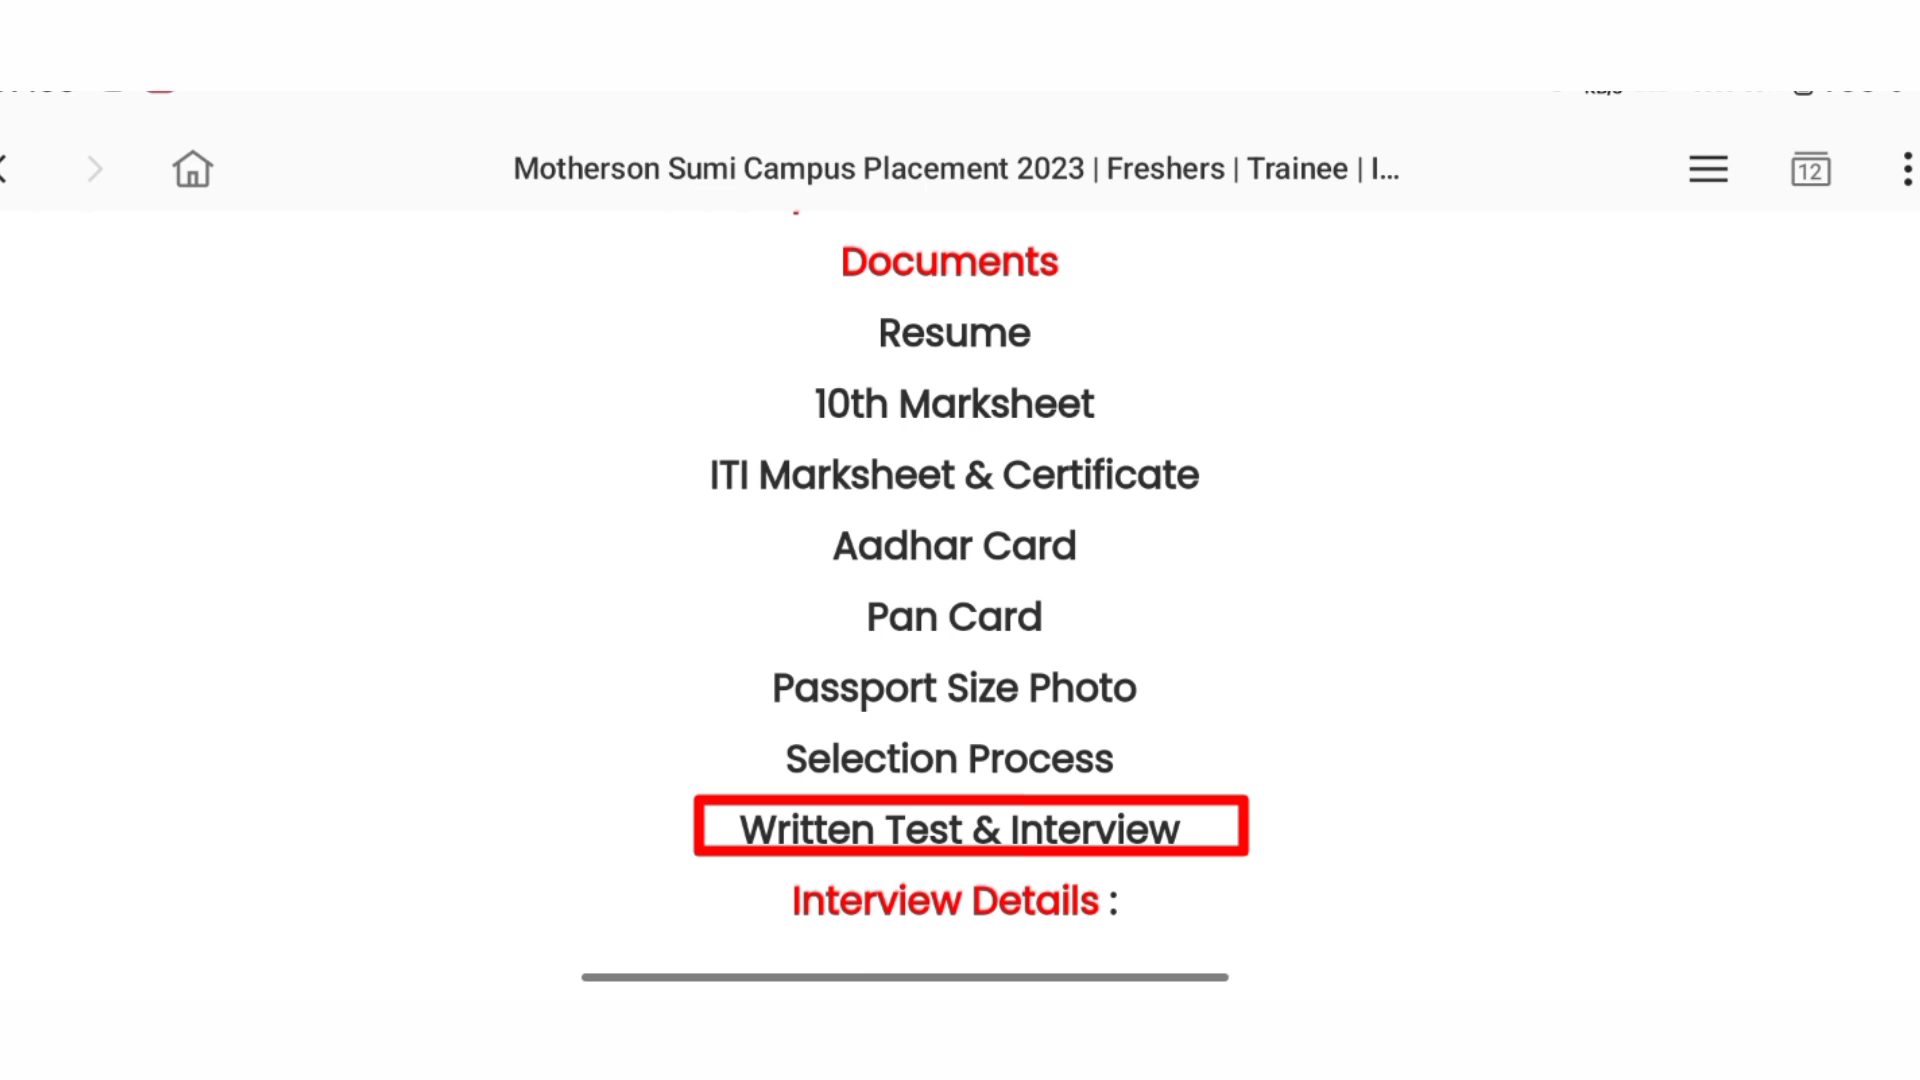 Motherson Sumi Campus Placement 2023 | Freshers | Trainee | I...
12
Documents
Resume
10th Marksheet
ITI Marksheet & Certificate
Aadhar Card
Pan Card
Passport Size Photo
Selection Process
Written Test & Interview
Interview Details :